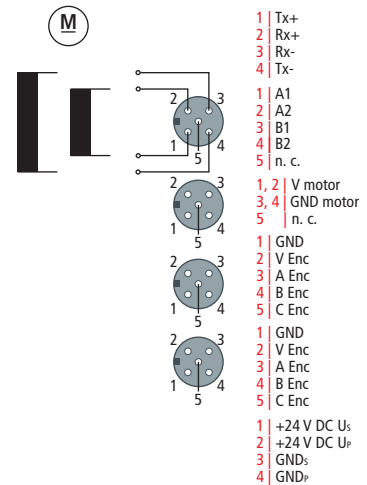 M
1 | Tx+
2 | Rx+
3 | Rx-
4 | Tx-
1 | A1
2 | A2
3 | B1
4 | B2
5 | n. c.
2 3
1 4
5
1, 2 | V motor
3, 4 | GND motor
5 | n. c.
2 3
1 4
5
1 | GND
2 | V Enc
3 | A Enc
4 | B Enc
5 | C Enc
2 3
1 4
5
1 | GND
2 | V Enc
3 | A Enc
4 | B Enc
5 | C Enc
2 3
1 4
5
1 | +24 V DC Us
2 | +24 V DC UP
3 | GNDs
4 | GNDP